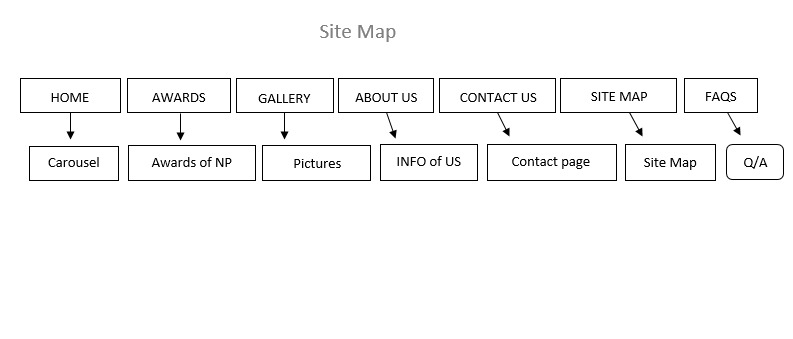 Site Map
HOME
AWARDS
GALLERY
ABOUT US
CONTACT US
SITE MAP
FAQS
Carousel
Awards of NP
Pictures
INFO of US
Contact page
Site Map
Q/A